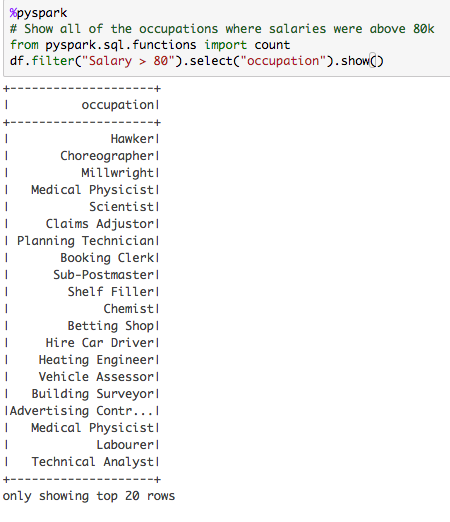 %pyspark
# Show all of the occupations where salaries were above 80k
from pyspark.sql.functions import count
df.filter("Salary > 80").select("occupation").show()
+--------------------+
|          occupation|
+--------------------+
|              Hawker|
|       Choreographer|
|          Millwright|
|   Medical Physicist|
|           Scientist|
|     Claims Adjustor|
| Planning Technician|
|       Booking Clerk|
|      Sub-Postmaster|
|        Shelf Filler|
|             Chemist|
|        Betting Shop|
|     Hire Car Driver|
|    Heating Engineer|
|    Vehicle Assessor|
|   Building Surveyor|
|Advertising Contr...|
|   Medical Physicist|
|            Labourer|
|   Technical Analyst|
+--------------------+
only showing top 20 rows